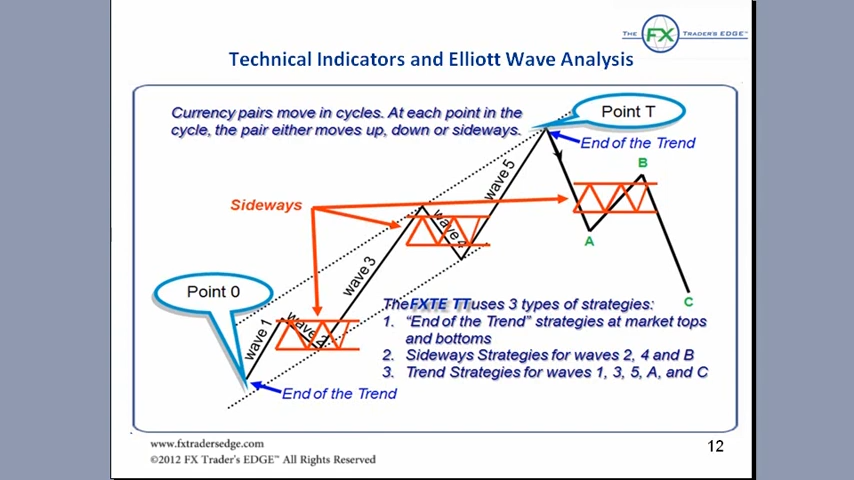 THE FX TRADER'S EDGE™
Technical Indicators and Elliott Wave Analysis
Currency pairs move in cycles. At each point in the
cycle, the pair either moves up, down or sideways.
Point T
End of the Trend
B
wave 5
Sideways
wave 4
A
wave 3
Point 0
C
wave 1
wave 2
The FXTE TT uses 3 types of strategies:
1. “End of the Trend” strategies at market tops
and bottoms
2. Sideways Strategies for waves 2, 4 and B
3. Trend Strategies for waves 1, 3, 5, A, and C
End of the Trend
www.fxtradersedge.com
©2012 FX Trader's EDGE™ All Rights Reserved
12